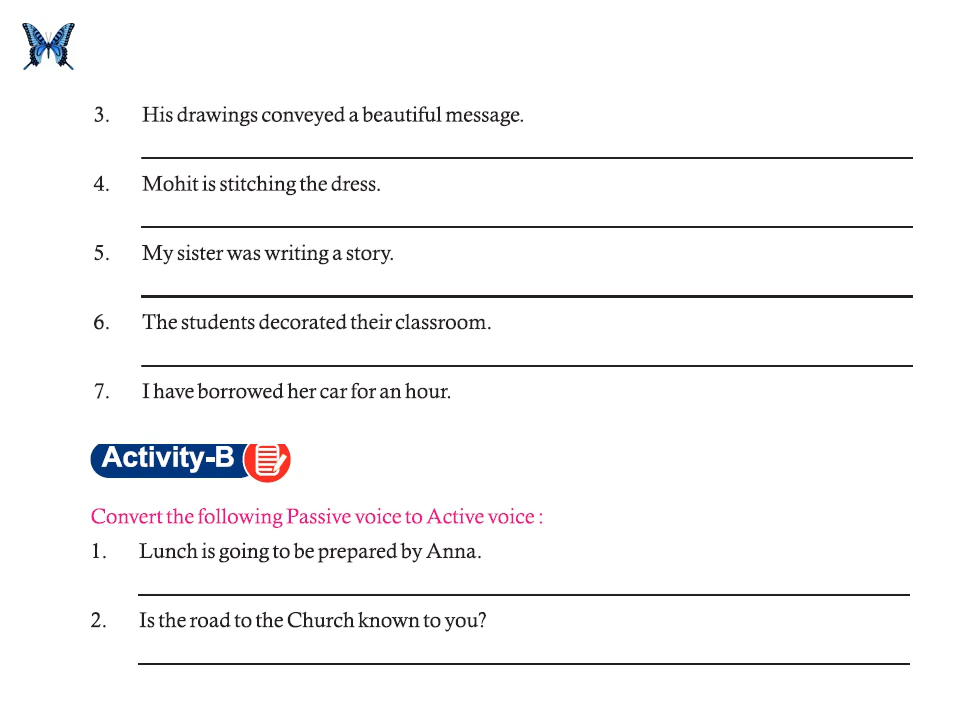 3. His drawings conveyed a beautiful message.
4. Mohit is stitching the dress.
5. My sister was writing a story.
6. The students decorated their classroom.
7. I have borrowed her car for an hour.
Activity-B
Convert the following Passive voice to Active voice :
1. Lunch is going to be prepared by Anna.
2. Is the road to the Church known to you?